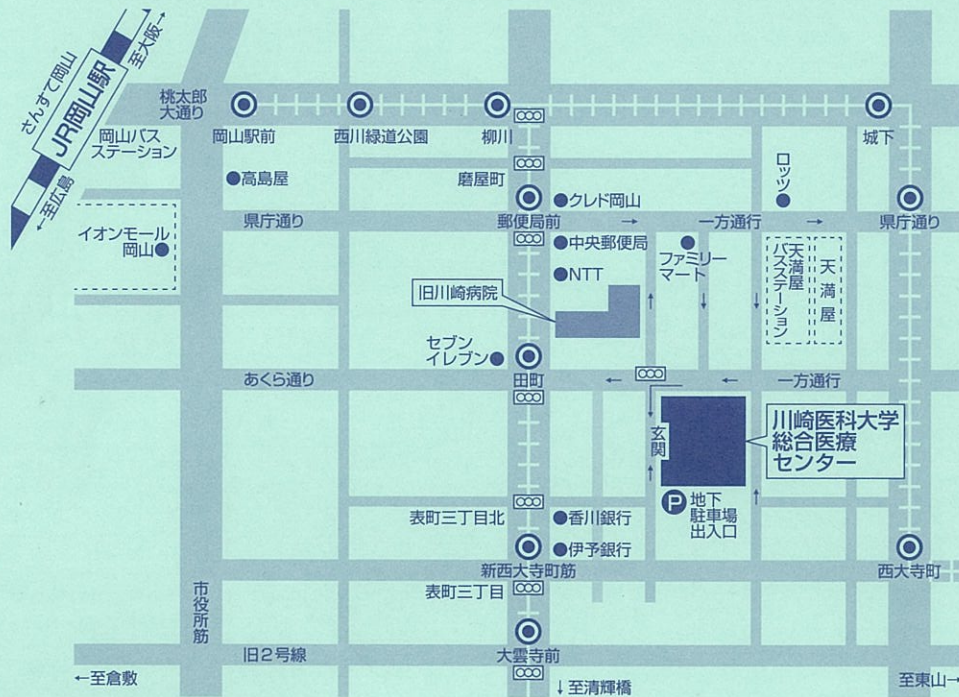 至大阪→
さんすて岡山
JR岡山駅
←至広島
桃太郎
大通り
岡山駅前
西川緑道公園
柳川
城下
岡山バス
ステーション
高島屋
磨屋町
ロッツ
クレド岡山
県庁通り
郵便局前
→
一方通行
→
県庁通り
イオンモール
岡山
中央郵便局
ファミリー
マート
天満屋
バスステーション
天満屋
NTT
旧川崎病院
セブン
イレブン
あくら通り
田町
←
←
一方通行
玄関
川崎医科大学
総合医療
センター
P
地下
駐車場
出入口
表町三丁目北
香川銀行
伊予銀行
新西大寺町筋
西大寺町
表町三丁目
市役所筋
旧2号線
大雲寺前
←至倉敷
↓至清輝橋
至東山→